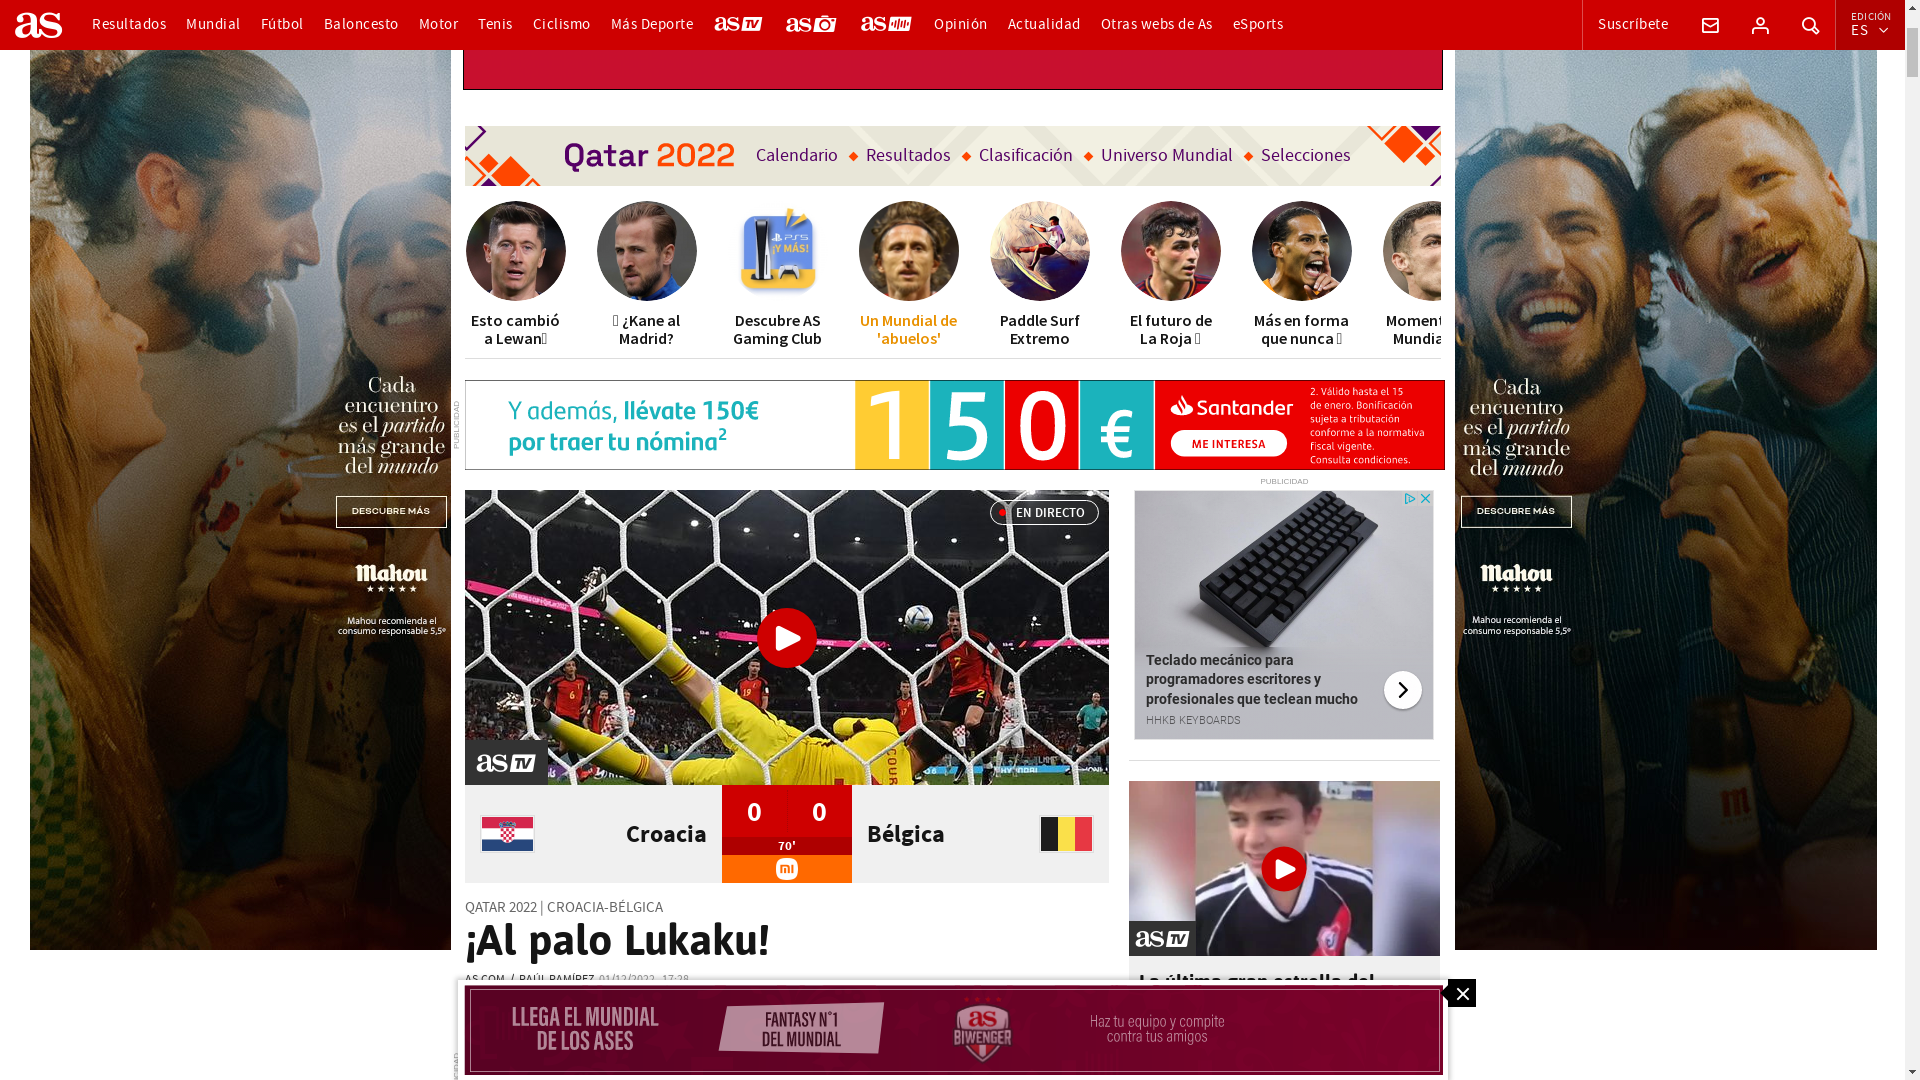 as
Resultados
Mundial
Fútbol
Baloncesto
Motor
Tenis
Ciclismo
Más Deporte
as TV
as
as
Opinión
Actualidad
Otras webs de As
eSports
Suscríbete
EDICIÓN
ES
Qatar 2022
Calendario
Resultados
Clasificación
Universo Mundial
Selecciones
PS5
¡Y MÁS!
Esto cambió
a Lewan
¿Kane al
Madrid?
Descubre AS
Gaming Club
Un Mundial de
'abuelos'
Paddle Surf
Extremo
El futuro de
La Roja
Más en forma
que nunca
Moment
Mundia
PUBLICIDAD
Y además, llévate 150€
por traer tu nómina2
150€
Santander
ME INTERESA
2. Válido hasta el 15
de enero. Bonificación
sujeta a tributación
conforme a la normativa
fiscal vigente.
Consulta condiciones.
Cada
encuentro
es el partido
más grande
del mundo
DESCUBRE MÁS
Mahou
Mahou recomienda el
consumo responsable 5,5º
EN DIRECTO
as TV
Croacia
0 0
70'
mi
Bélgica
QATAR 2022 | CROACIA-BÉLGICA
¡Al palo Lukaku!
AS.COM / RAÚL RAMÍREZ 01/12/2022 - 17:28
PUBLICIDAD
Teclado mecánico para
programadores escritores y
profesionales que teclean mucho
HHKB KEYBOARDS
as TV
La última gran estrella del
Cada
encuentro
es el partido
más grande
del mundo
DESCUBRE MÁS
Mahou
Mahou recomienda el
consumo responsable 5,5º
LLEGA EL MUNDIAL
DE LOS ASES
FANTASY N°1
DEL MUNDIAL
as
BIWENGER
Haz tu equipo y compite
contra tus amigos